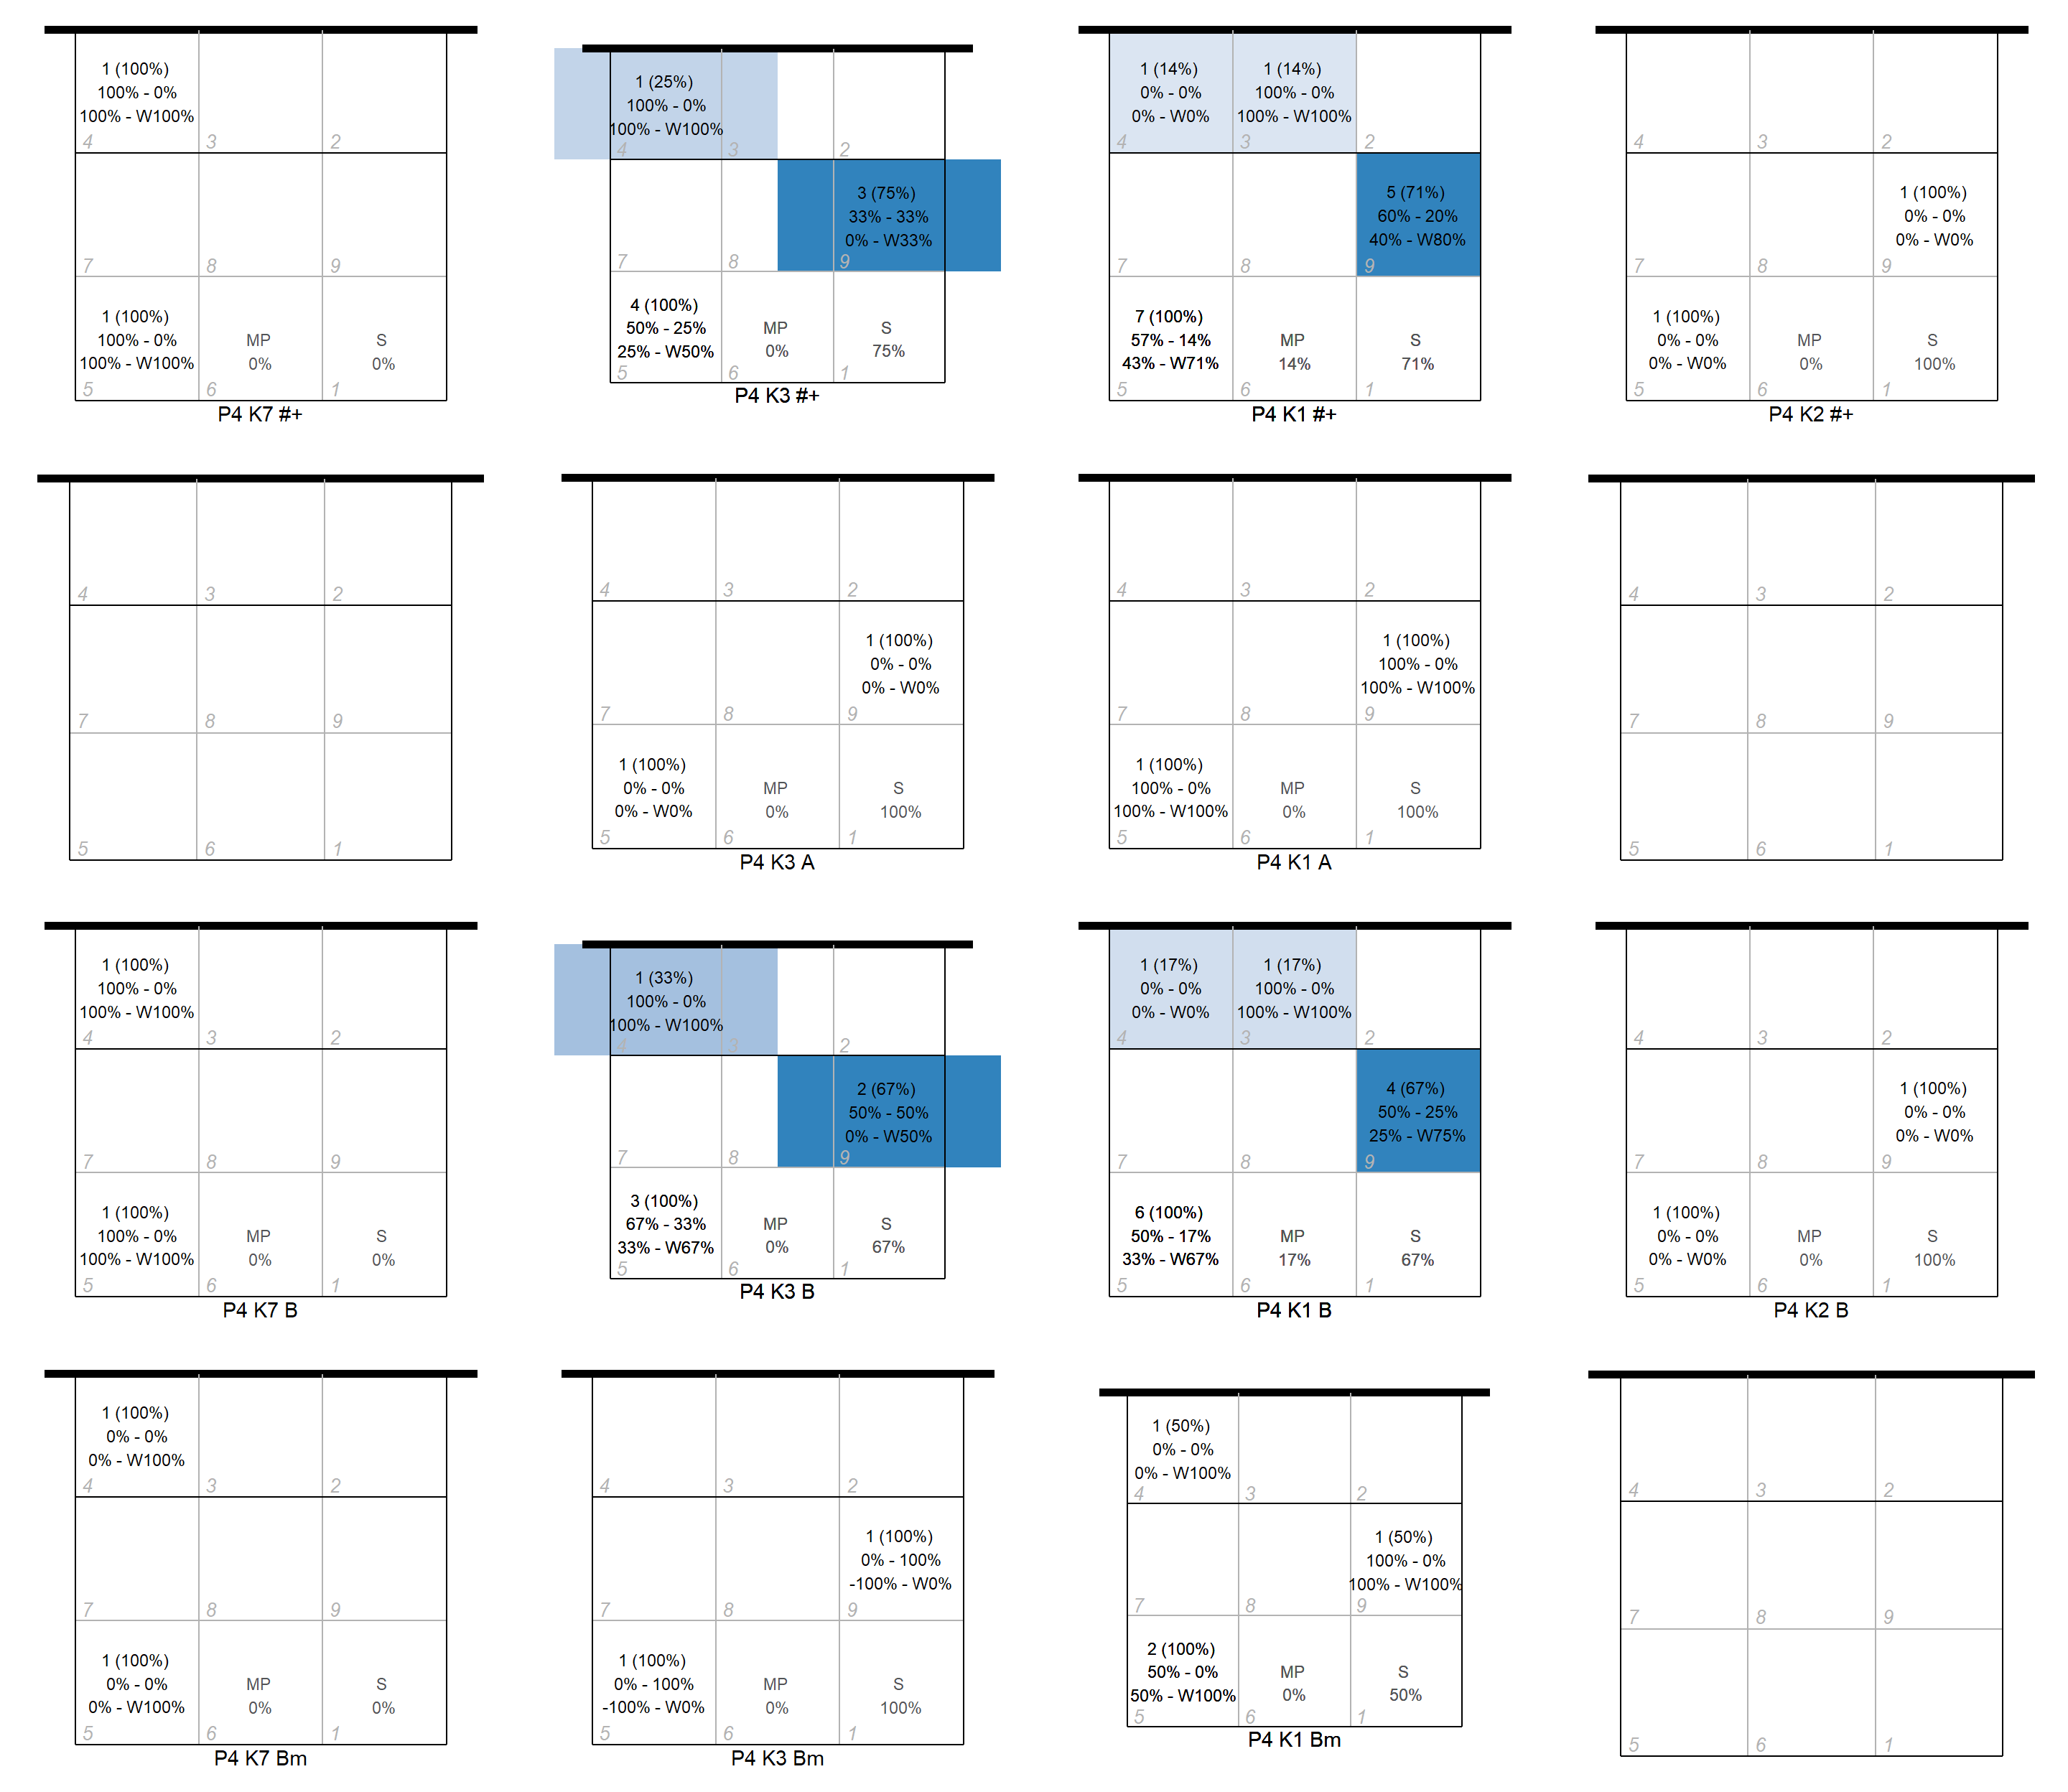 1 (100%)
100% - 0%
100% - W100%
4
3
2
7
8
9
1 (100%)
100% - 0%
100% - W100%
MP
0%
S
0%
5
6
1
P4 K7 #+
1 (25%)
100% - 0%
100% - W100%
4
3
2
3 (75%)
33% - 33%
0% - W33%
7
8
9
4 (100%)
50% - 25%
25% - W50%
MP
0%
S
75%
5
6
1
P4 K3 #+
1 (14%)
0% - 0%
0% - W0%
1 (14%)
100% - 0%
100% - W100%
4
3
2
5 (71%)
60% - 20%
40% - W80%
7
8
9
7 (100%)
57% - 14%
43% - W71%
MP
14%
S
71%
5
6
1
P4 K1 #+
4
3
2
1 (100%)
0% - 0%
0% - W0%
7
8
9
1 (100%)
0% - 0%
0% - W0%
MP
0%
S
100%
5
6
1
P4 K2 #+
4
3
2
7
8
9
5
6
1
4
3
2
1 (100%)
0% - 0%
0% - W0%
7
8
9
1 (100%)
0% - 0%
0% - W0%
MP
0%
S
100%
5
6
1
P4 K3 A
4
3
2
1 (100%)
100% - 0%
100% - W100%
7
8
9
1 (100%)
100% - 0%
100% - W100%
MP
0%
S
100%
5
6
1
P4 K1 A
4
3
2
7
8
9
5
6
1
1 (100%)
100% - 0%
100% - W100%
4
3
2
7
8
9
1 (100%)
100% - 0%
100% - W100%
MP
0%
S
0%
5
6
1
P4 K7 B
1 (33%)
100% - 0%
100% - W100%
4
3
2
2 (67%)
50% - 50%
0% - W50%
7
8
9
3 (100%)
67% - 33%
33% - W67%
MP
0%
S
67%
5
6
1
P4 K3 B
1 (17%)
0% - 0%
0% - W0%
1 (17%)
100% - 0%
100% - W100%
4
3
2
4 (67%)
50% - 25%
25% - W75%
7
8
9
6 (100%)
50% - 17%
33% - W67%
MP
17%
S
67%
5
6
1
P4 K1 B
4
3
2
1 (100%)
0% - 0%
0% - W0%
7
8
9
1 (100%)
0% - 0%
0% - W0%
MP
0%
S
100%
5
6
1
P4 K2 B
1 (100%)
0% - 0%
0% - W100%
4
3
2
7
8
9
1 (100%)
0% - 0%
0% - W100%
MP
0%
S
0%
5
6
1
P4 K7 Bm
4
3
2
1 (100%)
0% - 100%
-100% - W0%
7
8
9
1 (100%)
0% - 100%
-100% - W0%
MP
0%
S
100%
5
6
1
P4 K3 Bm
1 (50%)
0% - 0%
0% - W100%
4
3
2
1 (50%)
100% - 0%
100% - W100%
7
8
9
2 (100%)
50% - 0%
50% - W100%
MP
0%
S
50%
5
6
1
P4 K1 Bm
4
3
2
7
8
9
5
6
1